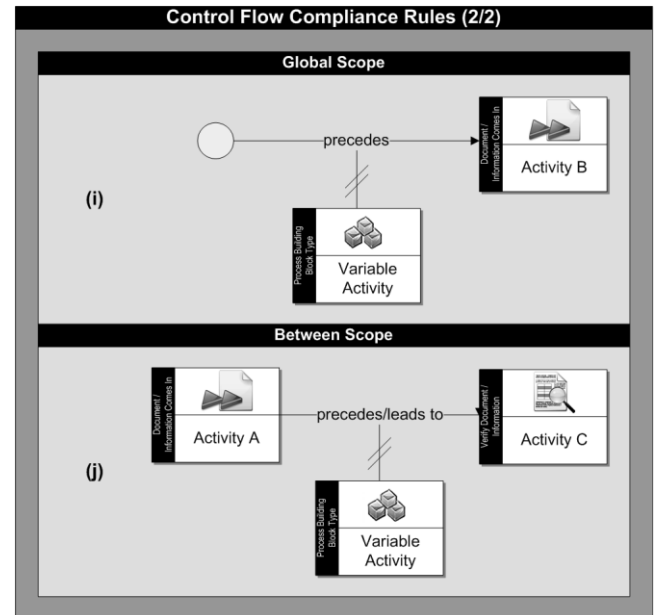 Control Flow Compliance Rules (2/2)
Global Scope
precedes
Document /
Information Comes In
Activity B
(i)
Process Building
Block Type
Variable
Activity
Between Scope
Document /
Information Comes In
Activity A
precedes/leads to
Verify Document /
Information
Activity C
(j)
Process Building
Block Type
Variable
Activity